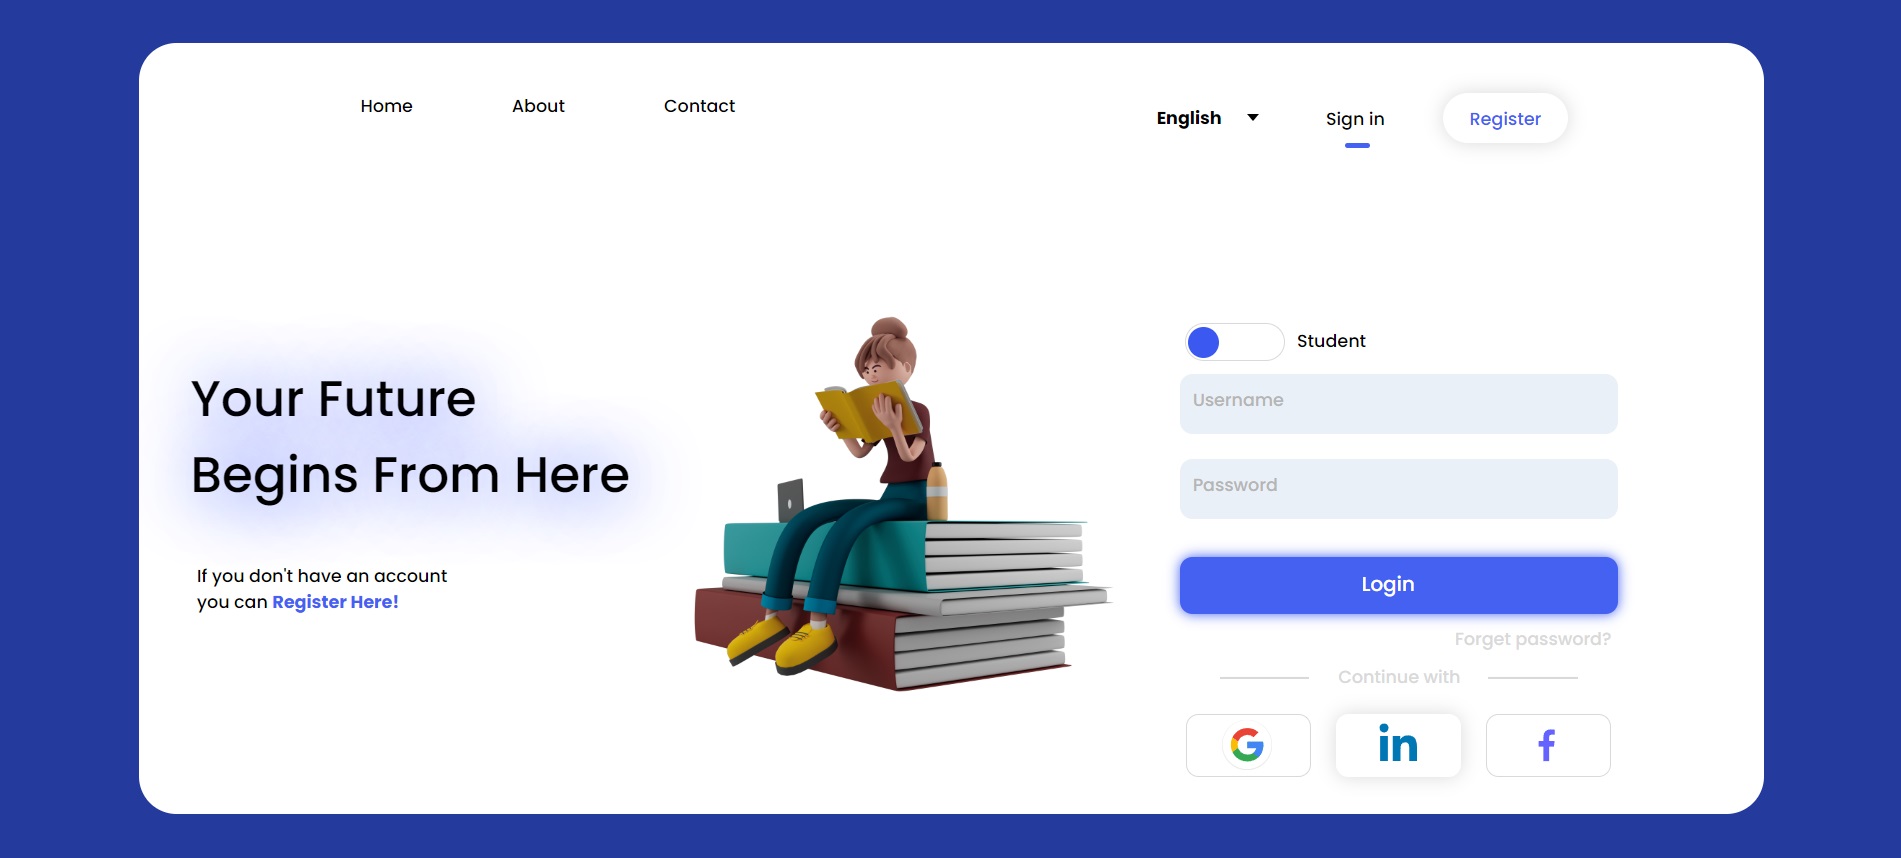 Home About Contact
English Sign in Register
Your Future
Begins From Here
If you don't have an account
you can Register Here!
Student
Username
Password
Login
Forget password?
Continue with